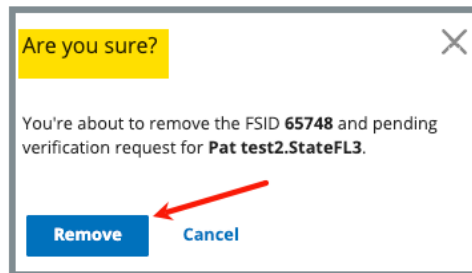 Are you sure?
You're about to remove the FSID 65748 and pending
verification request for Pat test2.StateFL3.
Remove Cancel